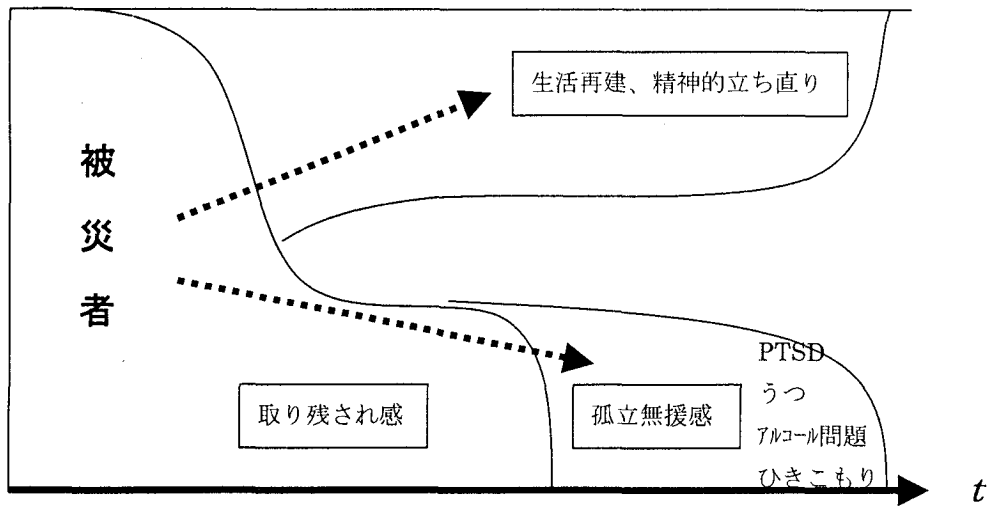 生活再建、精神的立ち直り
被災者
取り残され感
孤立無援感
PTSD
うつ
アルコール問題
ひきこもり
t